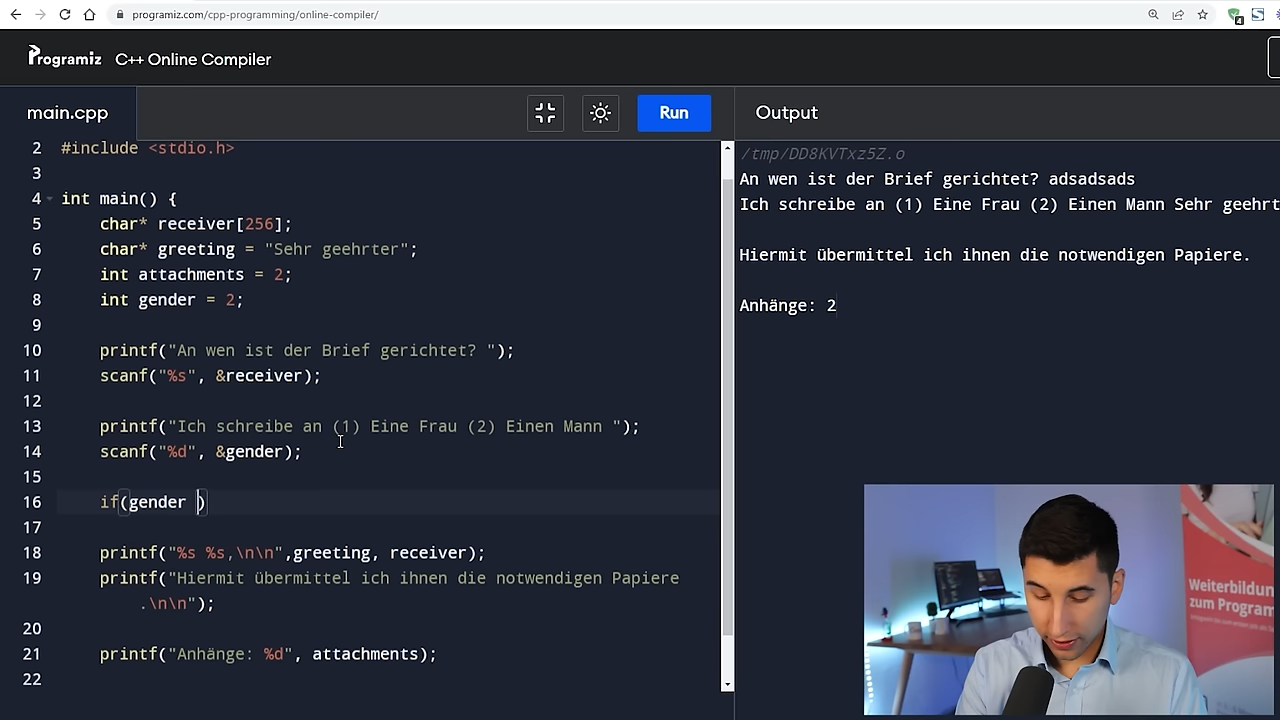 programiz.com/cpp-programming/online-compiler/
4
Programiz C++ Online Compiler
main.cpp
Run
Output
2 #include <stdio.h>
3
4 int main() {
5 char* receiver[256];
6 char* greeting = "Sehr geehrter";
7 int attachments = 2;
8 int gender = 2;
9
10 printf("An wen ist der Brief gerichtet? ");
11 scanf("%s", &receiver);
12
13 printf("Ich schreibe an (1) Eine Frau (2) Einen Mann ");
14 scanf("%d", &gender);
15
16 if(gender )
17
18 printf("%s %s,\n\n",greeting, receiver);
19 printf("Hiermit übermittel ich ihnen die notwendigen Papiere
.\n\n");
20
21 printf("Anhänge: %d", attachments);
22
/tmp/DD8KVTxz5Z.o
An wen ist der Brief gerichtet? adsadsads
Ich schreibe an (1) Eine Frau (2) Einen Mann Sehr geehrt
Hiermit übermittel ich ihnen die notwendigen Papiere.
Anhänge: 2
Weiterbildun
zum Program